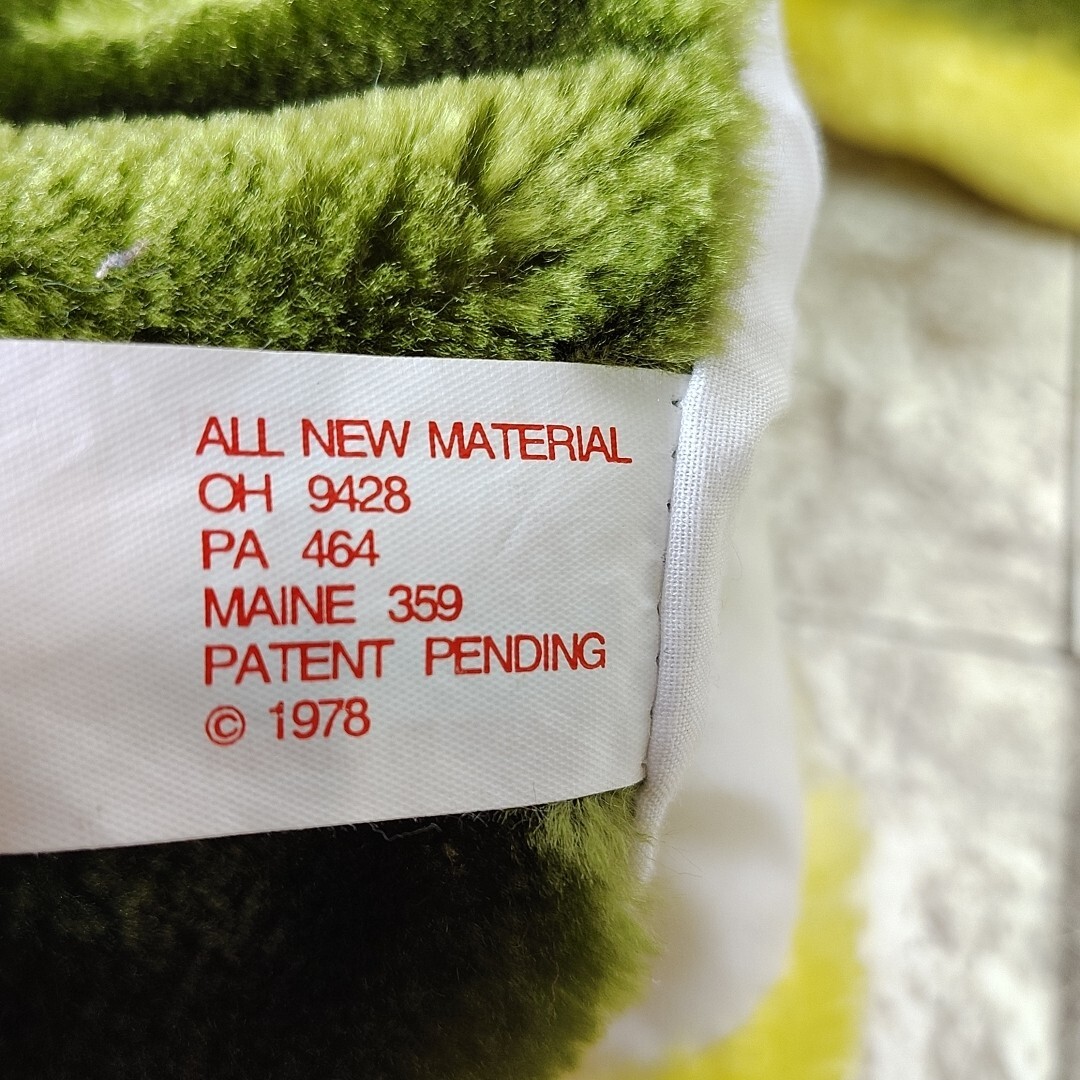 ALL NEW MATERIAL
OH 9428
PA 464
MAINE 359
PATENT PENDING
© 1978